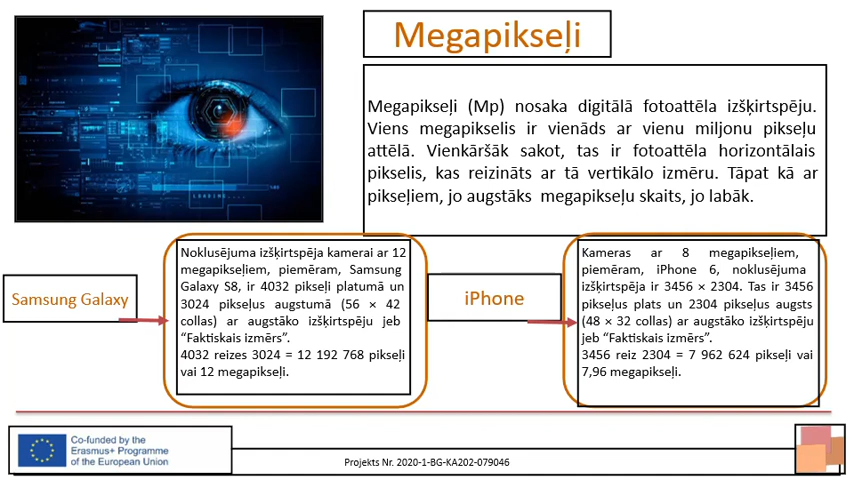 Megapikseļi
Megapikseļi (Mp) nosaka digitālā fotoattēla izšķirtspēju.
Viens megapikselis ir vienāds ar vienu miljonu pikseļu
attēlā. Vienkāršāk sakot, tas ir fotoattēla horizontālais
pikselis, kas reizināts ar tā vertikālo izmēru. Tāpat kā ar
pikseļiem, jo augstāks megapikseļu skaits, jo labāk.
LOADING
Samsung Galaxy
Noklusējuma izšķirtspēja kamerai ar 12
megapikseļiem, piemēram, Samsung
Galaxy S8, ir 4032 pikseļi platumā un
3024 pikseļus augstumā (56 × 42
collas) ar augstāko izšķirtspēju jeb
“Faktiskais izmērs”.
4032 reizes 3024 = 12 192 768 pikseļi
vai 12 megapikseļi.
iPhone
Kameras ar 8 megapikseļiem,
piemēram, iPhone 6, noklusējuma
izšķirtspēja ir 3456 × 2304. Tas ir 3456
pikseļus plats un 2304 pikseļus augsts
(48 × 32 collas) ar augstāko izšķirtspēju
jeb “Faktiskais izmērs”.
3456 reiz 2304 = 7 962 624 pikseļi vai
7,96 megapikseļi.
Co-funded by the
Erasmus+ Programme
of the European Union
Projekts Nr. 2020-1-BG-KA202-079046